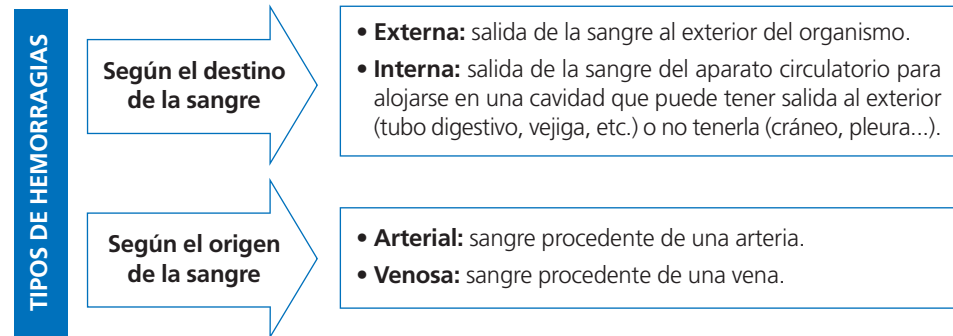 TIPOS DE HEMORRAGIAS
Según el destino
de la sangre
• Externa: salida de la sangre al exterior del organismo.
• Interna: salida de la sangre del aparato circulatorio para
alojarse en una cavidad que puede tener salida al exterior
(tubo digestivo, vejiga, etc.) o no tenerla (cráneo, pleura...).
Según el origen
de la sangre
• Arterial: sangre procedente de una arteria.
• Venosa: sangre procedente de una vena.